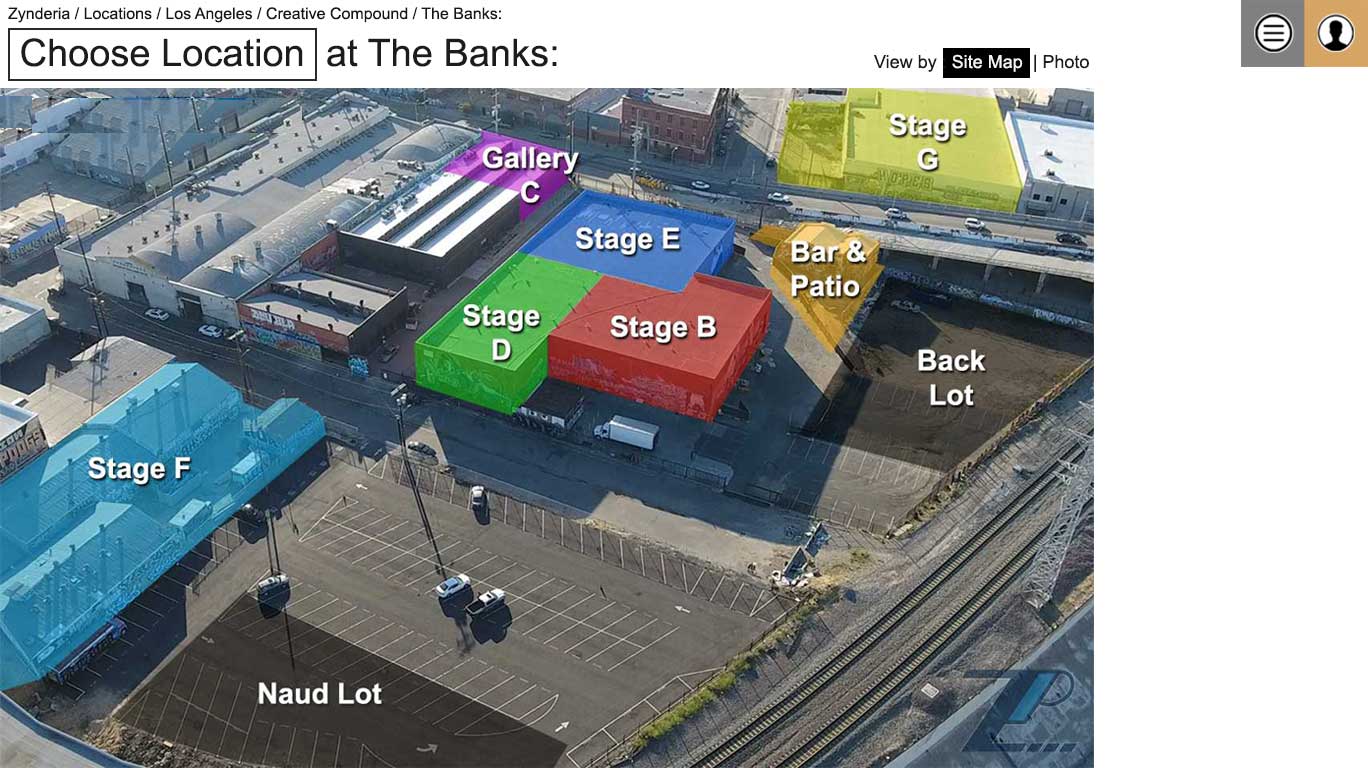 Zynderia / Locations / Los Angeles / Creative Compound / The Banks:
Choose Location at The Banks:
View by Site Map | Photo
Stage
G
Gallery
C
Stage E
Bar &
Patio
Stage
D
Stage B
Back
Lot
Stage F
Naud Lot